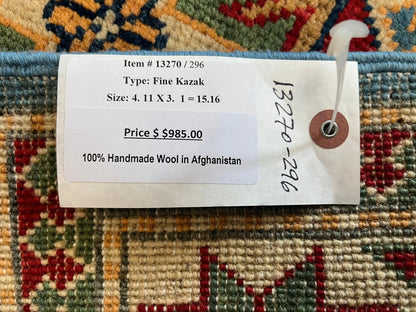 Item # 13270 / 296
Type: Fine Kazak
Size: 4. 11 X 3. 1 = 15.16
Price $ $985.00
100% Handmade Wool in Afghanistan
13270-296